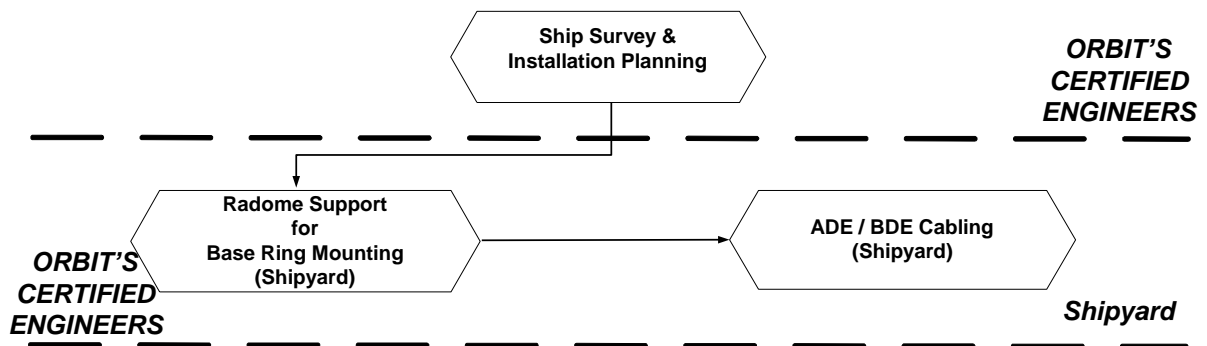 Ship Survey &
Installation Planning
ORBIT'S
CERTIFIED
ENGINEERS
Radome Support
for
Base Ring Mounting
(Shipyard)
ADE / BDE Cabling
(Shipyard)
ORBIT'S
CERTIFIED
ENGINEERS
Shipyard